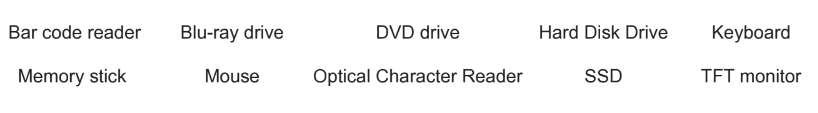 Bar code reader Blu-ray drive DVD drive Hard Disk Drive Keyboard
Memory stick Mouse Optical Character Reader SSD TFT monitor